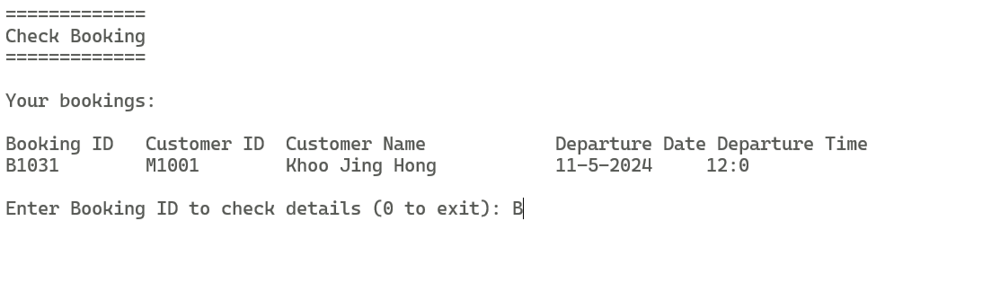 =============
Check Booking
=============
Your bookings:
Booking ID   Customer ID  Customer Name            Departure Date Departure Time
B1031        M1001        Khoo Jing Hong           11-5-2024     12:0
Enter Booking ID to check details (0 to exit): B